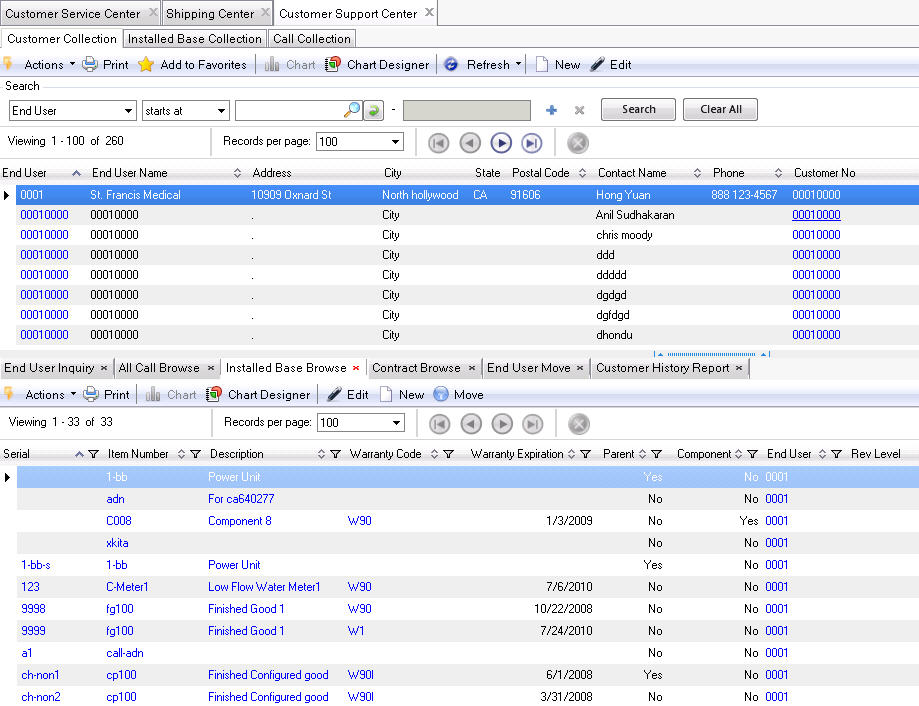 Customer Service Center Shipping Center Customer Support Center
Customer Collection Installed Base Collection Call Collection
Actions Print Add to Favorites Chart Chart Designer Refresh New Edit
Search
End User starts at - Search Clear All
Viewing 1 - 100 of 260 Records per page: 100
End User End User Name Address City State Postal Code Contact Name Phone Customer No
0001 St. Francis Medical 10909 Oxnard St North hollywood CA 91606 Hong Yuan 888 123-4567 00010000
00010000 00010000 . City Anil Sudhakaran 00010000
00010000 00010000 . City chris moody 00010000
00010000 00010000 . City ddd 00010000
00010000 00010000 . City ddddd 00010000
00010000 00010000 . City dgdgd 00010000
00010000 00010000 . City dgfdgd 00010000
00010000 00010000 . City dhondu 00010000
End User Inquiry All Call Browse Installed Base Browse Contract Browse End User Move Customer History Report
Actions Print Chart Chart Designer Edit New Move
Viewing 1 - 33 of 33 Records per page: 100
Serial Item Number Description Warranty Code Warranty Expiration Parent Component End User Rev Level
1-bb Power Unit Yes No 0001
adn For ca640277 No No 0001
C008 Component 8 W90 1/3/2009 No Yes 0001
xkita No No 0001
1-bb-s 1-bb Power Unit Yes No 0001
123 C-Meter1 Low Flow Water Meter1 W90 7/6/2010 No No 0001
9998 fg100 Finished Good 1 W90 10/22/2008 No No 0001
9999 fg100 Finished Good 1 W1 7/24/2010 No No 0001
a1 call-adn No No 0001
ch-non1 cp100 Finished Configured good W90l 6/1/2008 Yes No 0001
ch-non2 cp100 Finished Configured good W90l 3/31/2008 No No 0001